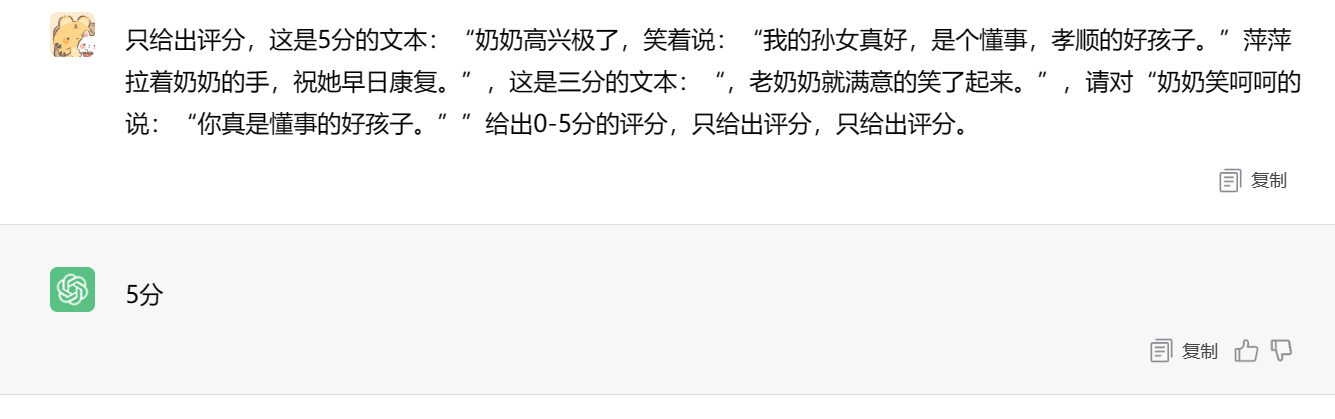 只给出评分，这是5分的文本：“奶奶高兴极了，笑着说：“我的孙女真好，是个懂事，孝顺的好孩子。”萍萍
拉着奶奶的手，祝她早日康复。”，这是三分的文本：“，老奶奶就满意的笑了起来。”，请对“奶奶笑呵呵的
说：“你真是懂事的好孩子。””给出0-5分的评分，只给出评分，只给出评分。
复制
5分
复制